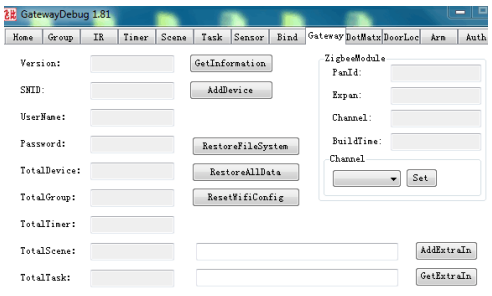 GatewayDebug 1.81
Home Group IR Timer Scene Task Sensor Bind Gateway DotMatx DoorLoc Arm Auth
Version: GetInformation ZigbeeModule
PanId:
SNID: AddDevice Expan:
UserName: Channel:
Password: RestoreFileSystem BuildTime:
TotalDevice: RestoreAllData Channel
Set
TotalGroup: ResetWifiConfig
TotalTimer:
TotalScene: AddExtraIn
TotalTask: GetExtraIn